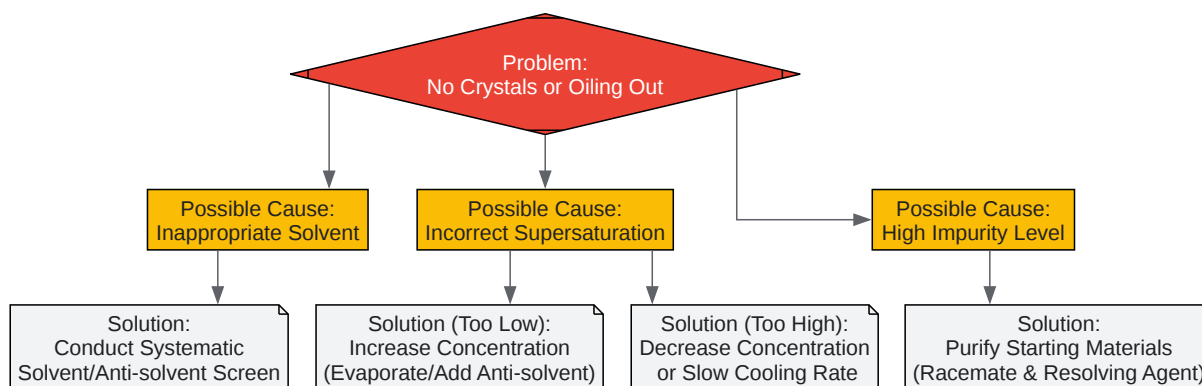 Problem:
No Crystals or Oiling Out
Possible Cause:
Inappropriate Solvent
Possible Cause:
Incorrect Supersaturation
Possible Cause:
High Impurity Level
Solution:
Conduct Systematic
Solvent/Anti-solvent Screen
Solution (Too Low):
Increase Concentration
(Evaporate/Add Anti-solvent)
Solution (Too High):
Decrease Concentration
or Slow Cooling Rate
Solution:
Purify Starting Materials
(Racemate & Resolving Agent)